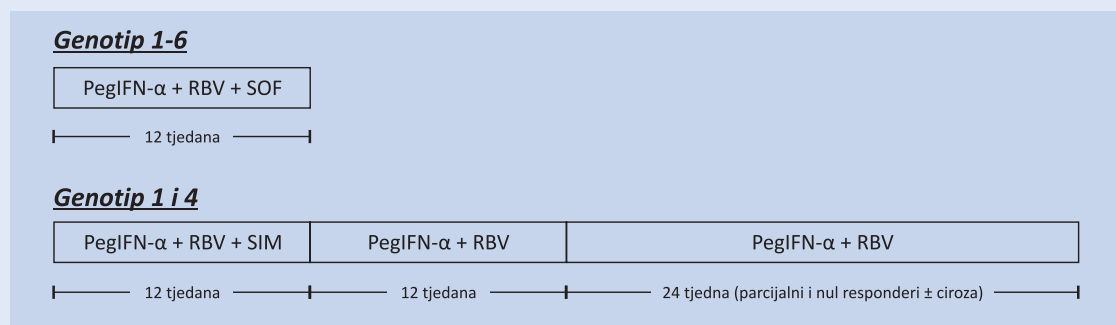 Genotip 1-6
PegIFN-α + RBV + SOF
12 tjedana
Genotip 1 i 4
PegIFN-α + RBV + SIM PegIFN-α + RBV PegIFN-α + RBV
12 tjedana 12 tjedana 24 tjedna (parcijalni i nul responderi ± ciroza)